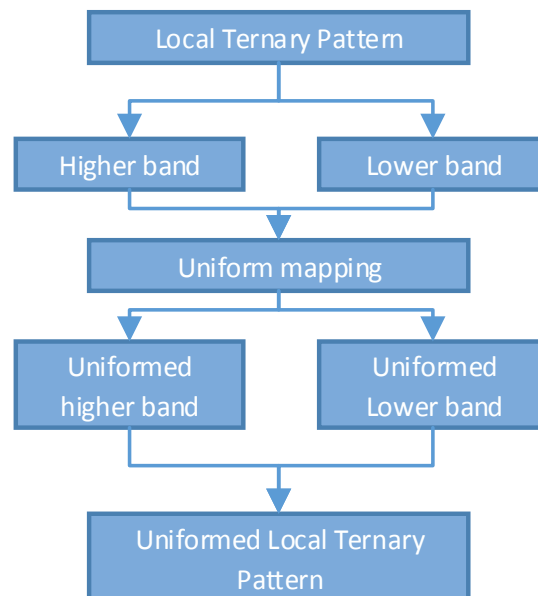 Local Ternary Pattern
Higher band
Lower band
Uniform mapping
Uniformed
higher band
Uniformed
Lower band
Uniformed Local Ternary
Pattern